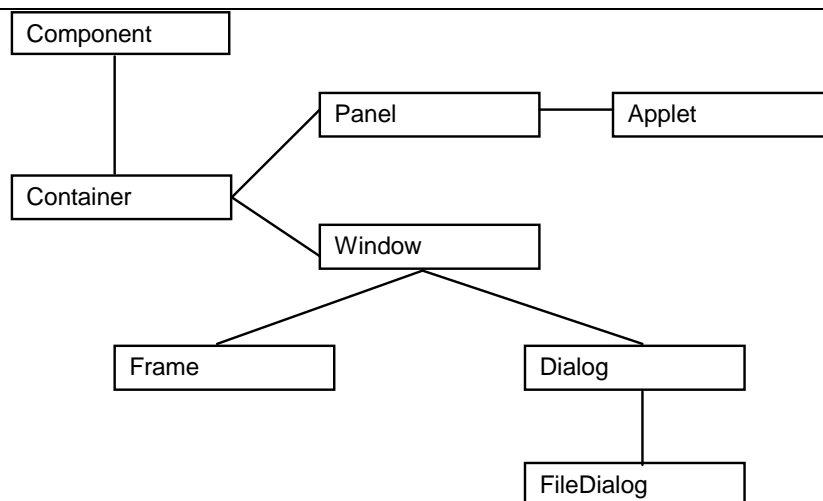 Component
Panel
Applet
Container
Window
Frame
Dialog
FileDialog